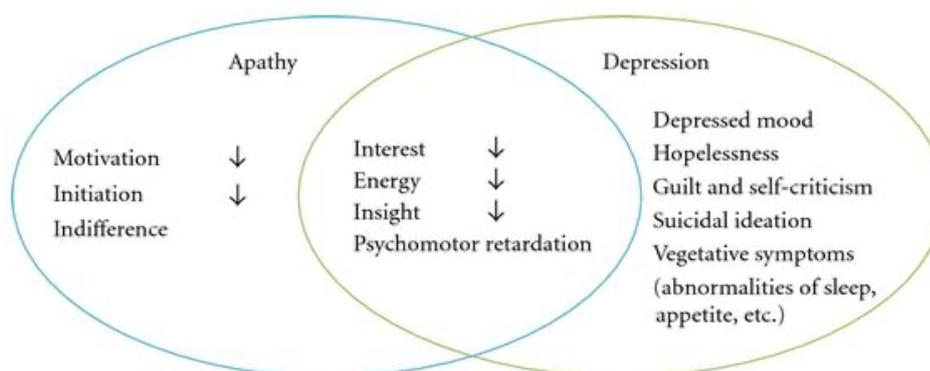 Apathy
Depression
Motivation ↓
Initiation ↓
Indifference
Interest ↓
Energy ↓
Insight ↓
Psychomotor retardation
Depressed mood
Hopelessness
Guilt and self-criticism
Suicidal ideation
Vegetative symptoms
(abnormalities of sleep,
appetite, etc.)